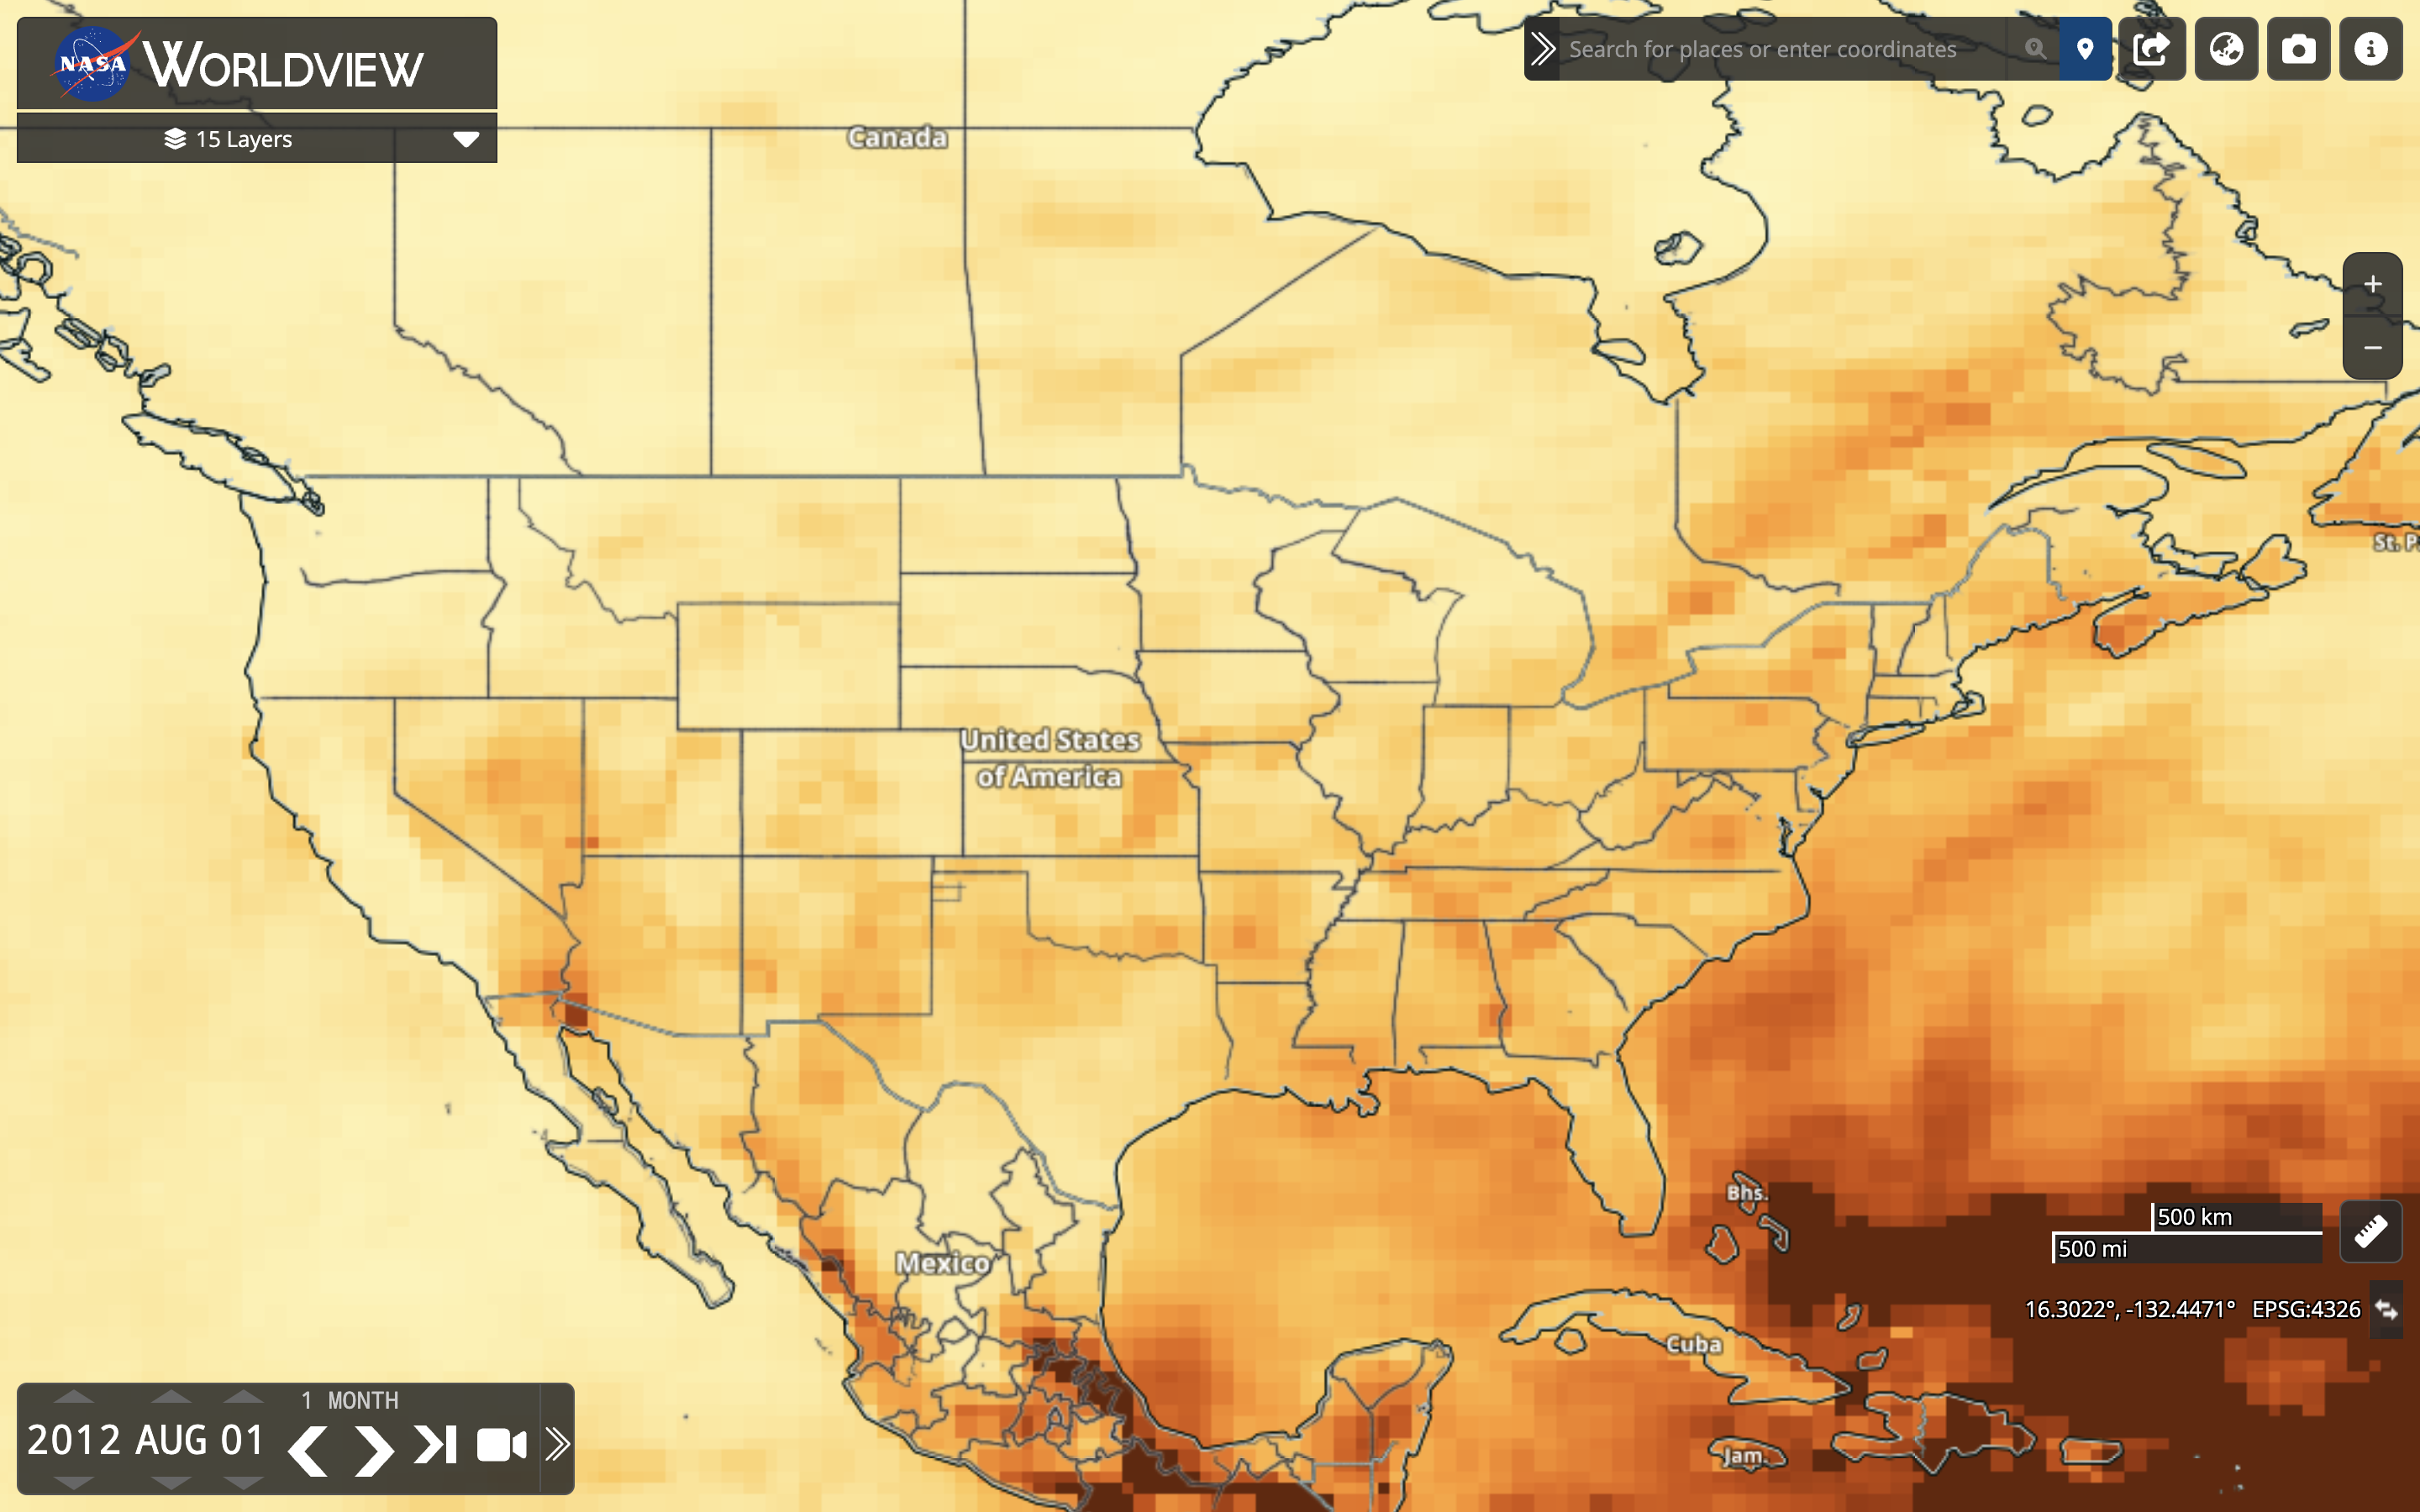 NASA WORLDVIEW
15 Layers
Search for places or enter coordinates
Canada
+
−
St. P
United States
of America
Bhs.
500 km
500 mi
Mexico
16.3022°, -132.4471° EPSG:4326
Cuba
1 MONTH
2012 AUG 01
Jam.